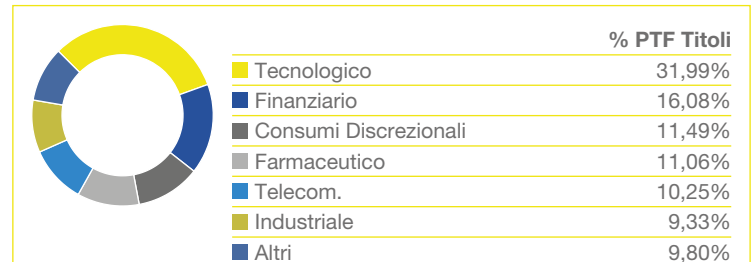 % PTF Titoli
Tecnologico 31,99%
Finanziario 16,08%
Consumi Discrezionali 11,49%
Farmaceutico 11,06%
Telecom. 10,25%
Industriale 9,33%
Altri 9,80%